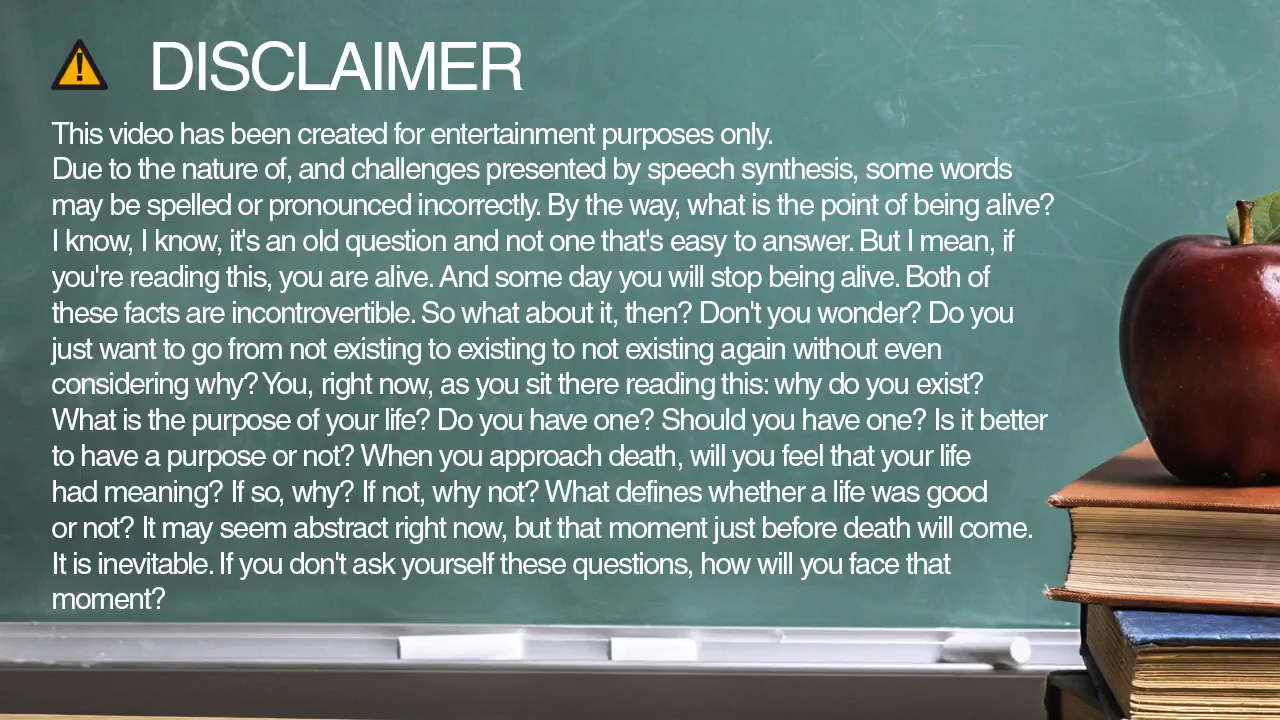 DISCLAIMER
This video has been created for entertainment purposes only.
Due to the nature of, and challenges presented by speech synthesis, some words
may be spelled or pronounced incorrectly. By the way, what is the point of being alive?
I know, I know, it's an old question and not one that's easy to answer. But I mean, if
you're reading this, you are alive. And some day you will stop being alive. Both of
these facts are incontrovertible. So what about it, then? Don't you wonder? Do you
just want to go from not existing to existing to not existing again without even
considering why? You, right now, as you sit there reading this: why do you exist?
What is the purpose of your life? Do you have one? Should you have one? Is it better
to have a purpose or not? When you approach death, will you feel that your life
had meaning? If so, why? If not, why not? What defines whether a life was good
or not? It may seem abstract right now, but that moment just before death will come.
It is inevitable. If you don't ask yourself these questions, how will you face that
moment?